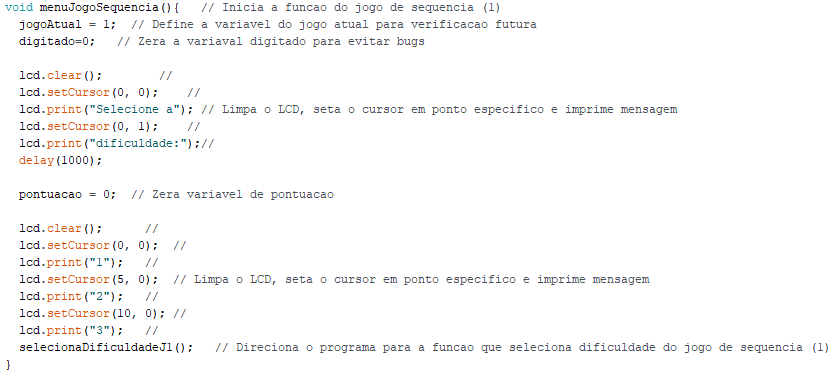 void menuJogoSequencia(){   // Inicia a funcao do jogo de sequencia (1)
  jogoAtual = 1;  // Define a variavel do jogo atual para verificacao futura
  digitado=0;   // Zera a variaval digitado para evitar bugs
  lcd.clear();        //
  lcd.setCursor(0, 0);    //
  lcd.print("Selecione a"); // Limpa o LCD, seta o cursor em ponto especifico e imprime mensagem
  lcd.setCursor(0, 1);    //
  lcd.print("dificuldade:");//
  delay(1000);
  pontuacao = 0;  // Zera variavel de pontuacao
  lcd.clear();      //
  lcd.setCursor(0, 0);  //
  lcd.print("1");   //
  lcd.setCursor(5, 0);  // Limpa o LCD, seta o cursor em ponto especifico e imprime mensagem
  lcd.print("2");   //
  lcd.setCursor(10, 0); //
  lcd.print("3");   //
  selecionaDificuldadeJ1();   // Direciona o programa para a funcao que seleciona dificuldade do jogo de sequencia (1)
}